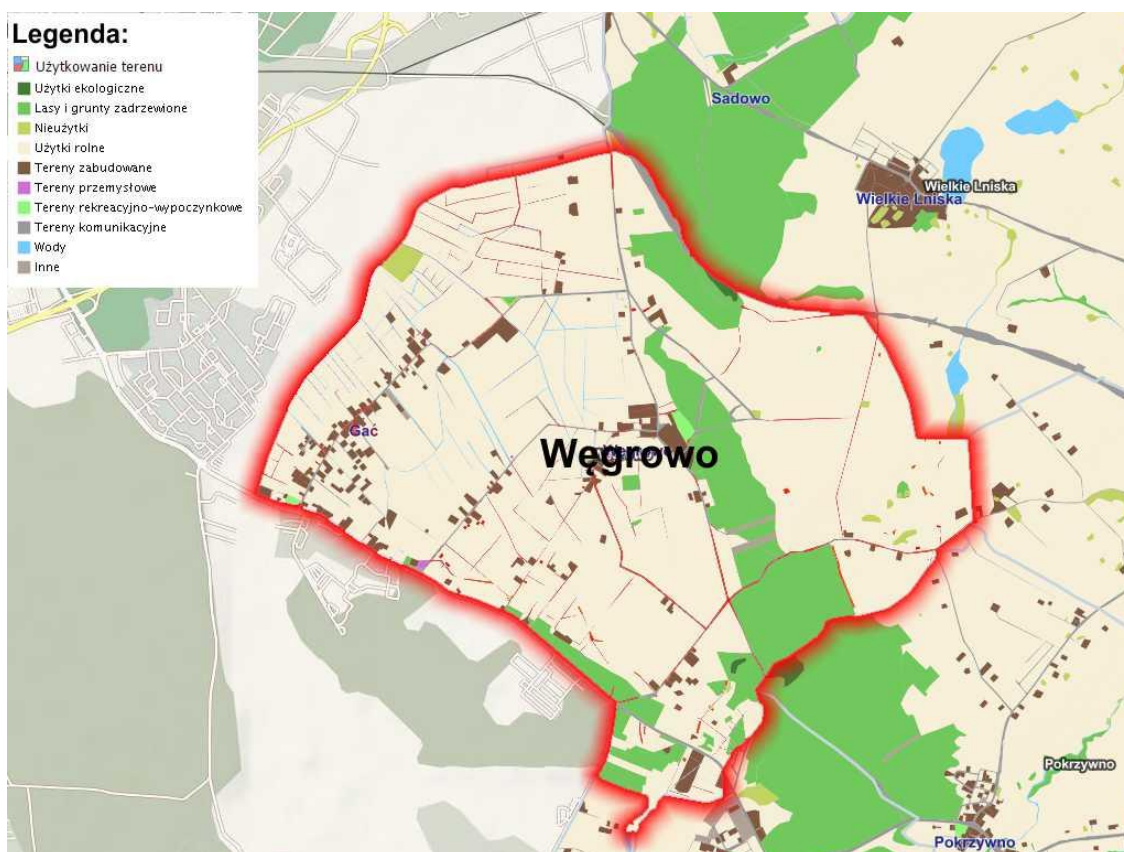 Legenda:
Użytkowanie terenu
Użytki ekologiczne
Lasy i grunty zadrzewione
Nieużytki
Użytki rolne
Tereny zabudowane
Tereny przemysłowe
Tereny rekreacyjno-wypoczynkowe
Tereny komunikacyjne
Wody
Inne
Sadowo
Wielkie Lniska
Wielkie Lniska
Gać
Węgrowo
Pokrzywno
Pokrzywno